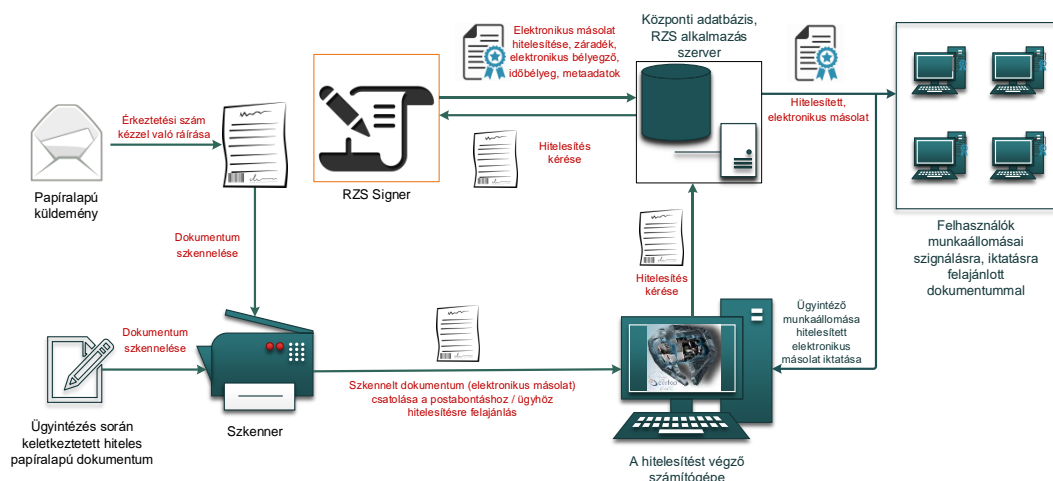 Érkeztetési szám
kézzel való ráírása
Papíralapú
küldemény
Elektronikus másolat
hitelesítése, záradék,
elektronikus bélyegző,
időbélyeg, metaadatok
Központi adatbázis,
RZS alkalmazás
szerver
Hitelesített,
elektronikus másolat
Hitelesítés
kérése
RZS Signer
Felhasználók
munkaállomásai
szignálásra, iktatásra
felajánlott
dokumentummal
Dokumentum
szkennelése
Hitelesítés
kérése
Ügyintéző
munkaállomása
hitelesített
elektronikus
másolat iktatása
Dokumentum
szkennelése
Szkennelt dokumentum (elektronikus másolat)
csatolása a postabontáshoz / ügyhöz
hitelesítésre felajánlás
Szkenner
Ügyintézés során
keletkeztetett hiteles
papíralapú dokumentum
A hitelesítést végző
számítógépe